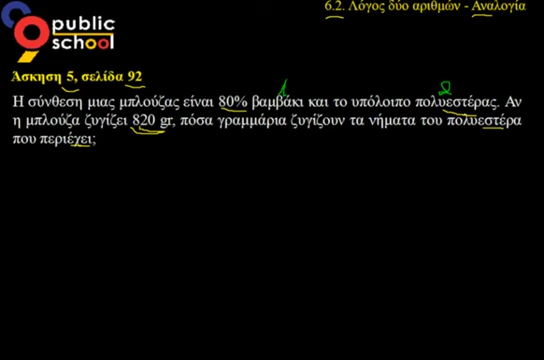 public
school
6.2. Λόγος δύο αριθμών - Αναλογία
Άσκηση 5, σελίδα 92
1 2
Η σύνθεση μιας μπλούζας είναι 80% βαμβάκι και το υπόλοιπο πολυεστέρας. Αν
η μπλούζα ζυγίζει 820 gr, πόσα γραμμάρια ζυγίζουν τα νήματα του πολυεστέρα
που περιέχει;